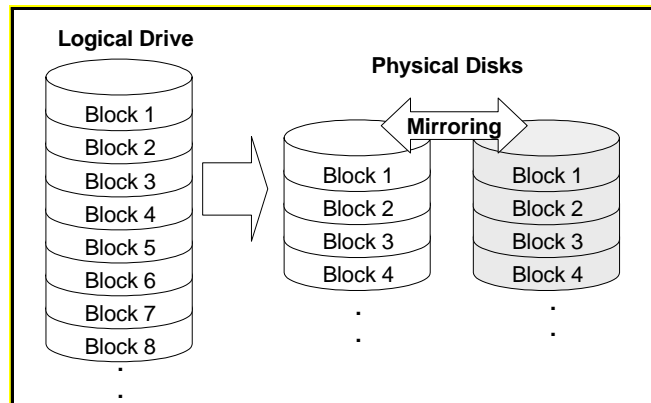 Logical Drive
Block 1
Block 2
Block 3
Block 4
Block 5
Block 6
Block 7
Block 8
.
.
Physical Disks
Mirroring
Block 1
Block 2
Block 3
Block 4
.
.
Block 1
Block 2
Block 3
Block 4
.
.